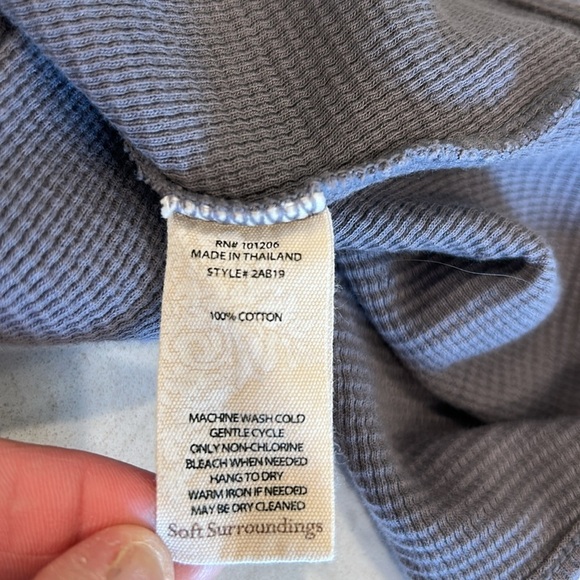 RN# 101206
MADE IN THAILAND
STYLE# 2AB19
100% COTTON
MACHINE WASH COLD
GENTLE CYCLE
ONLY NON-CHLORINE
BLEACH WHEN NEEDED
HANG TO DRY
WARM IRON IF NEEDED
MAY BE DRY CLEANED
Soft Surroundings